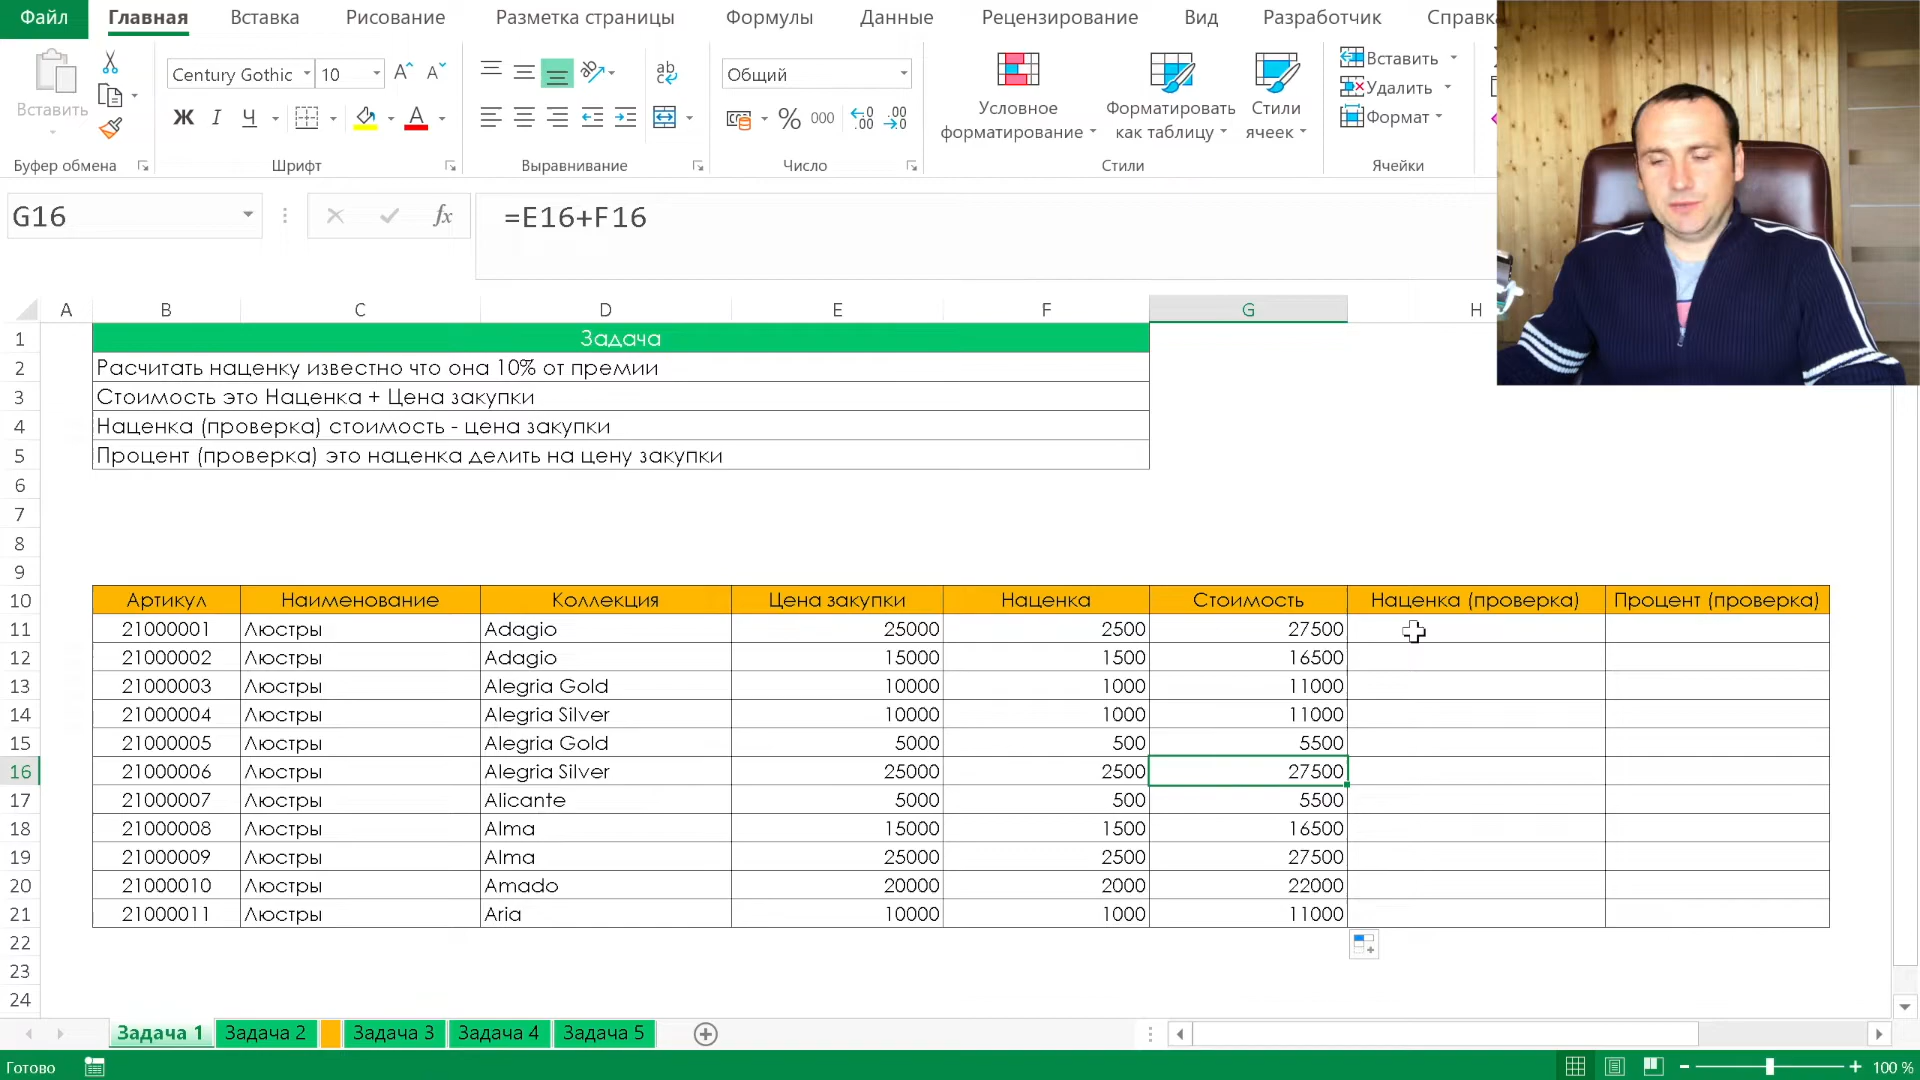 Файл Главная Вставка Рисование Разметка страницы Формулы Данные Рецензирование Вид Разработчик Справка
Вставить
Буфер обмена
Century Gothic 10
Ж К Ч
Шрифт
Выравнивание
Общий
% 000
Число
Условное форматирование
Форматировать как таблицу
Стили ячеек
Стили
Вставить
Удалить
Формат
Ячейки
G16 fx =E16+F16
A B C D E F G H
1 Задача
2 Расчитать наценку известно что она 10% от премии
3 Стоимость это Наценка + Цена закупки
4 Наценка (проверка) стоимость - цена закупки
5 Процент (проверка) это наценка делить на цену закупки
6
7
8
9
10 Артикул Наименование Коллекция Цена закупки Наценка Стоимость Наценка (проверка) Процент (проверка)
11 21000001 Люстры Adagio 25000 2500 27500
12 21000002 Люстры Adagio 15000 1500 16500
13 21000003 Люстры Alegria Gold 10000 1000 11000
14 21000004 Люстры Alegria Silver 10000 1000 11000
15 21000005 Люстры Alegria Gold 5000 500 5500
16 21000006 Люстры Alegria Silver 25000 2500 27500
17 21000007 Люстры Alicante 5000 500 5500
18 21000008 Люстры Alma 15000 1500 16500
19 21000009 Люстры Alma 25000 2500 27500
20 21000010 Люстры Amado 20000 2000 22000
21 21000011 Люстры Aria 10000 1000 11000
22
23
24
Задача 1 Задача 2 Задача 3 Задача 4 Задача 5
Готово 100 %